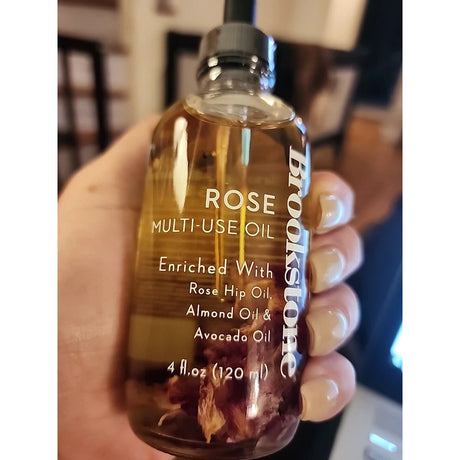 ROSE
MULTI-USE OIL
Enriched With
Rose Hip Oil,
Almond Oil &
Avocado Oil
4 fl.oz (120 ml)
Brookstone